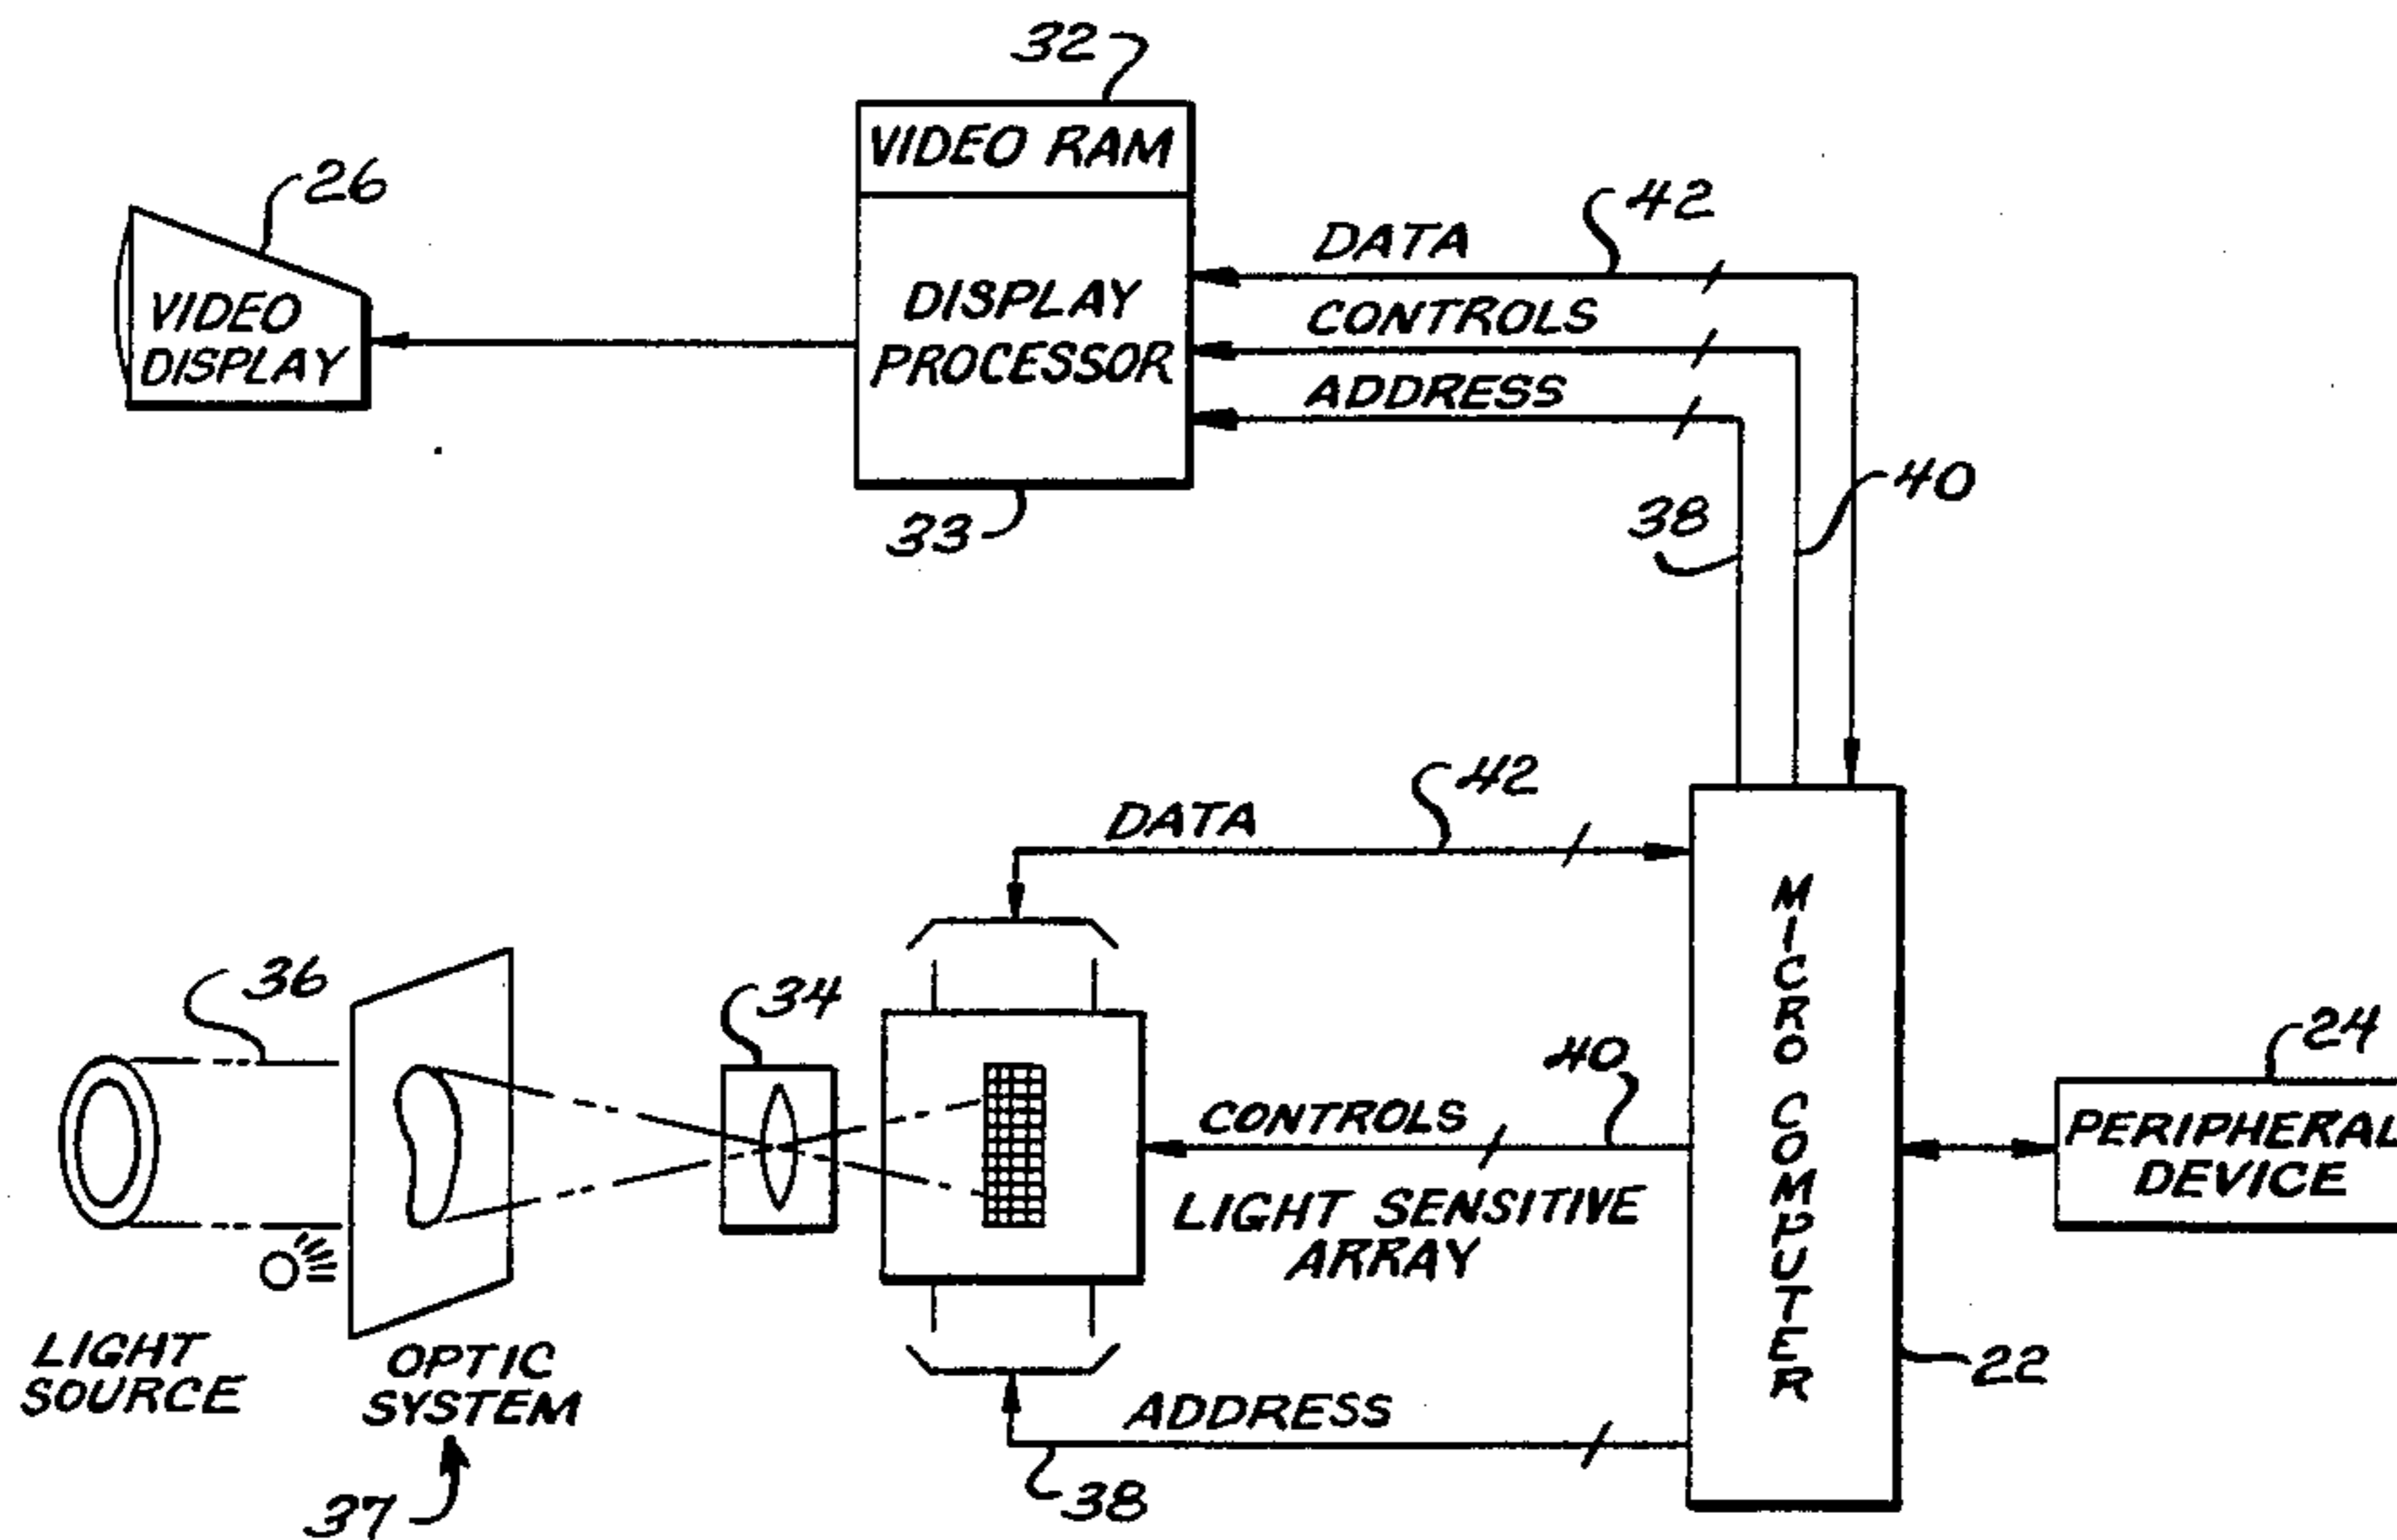 32
VIDEO RAM
26
42
DATA
VIDEO
DISPLAY
DISPLAY
PROCESSOR
CONTROLS
ADDRESS
33
38
40
DATA
42
36
34
MICRO COMPUTER
24
40
CONTROLS
PERIPHERAL
DEVICE
LIGHT SENSITIVE
ARRAY
LIGHT
SOURCE
OPTIC
SYSTEM
22
ADDRESS
37
38